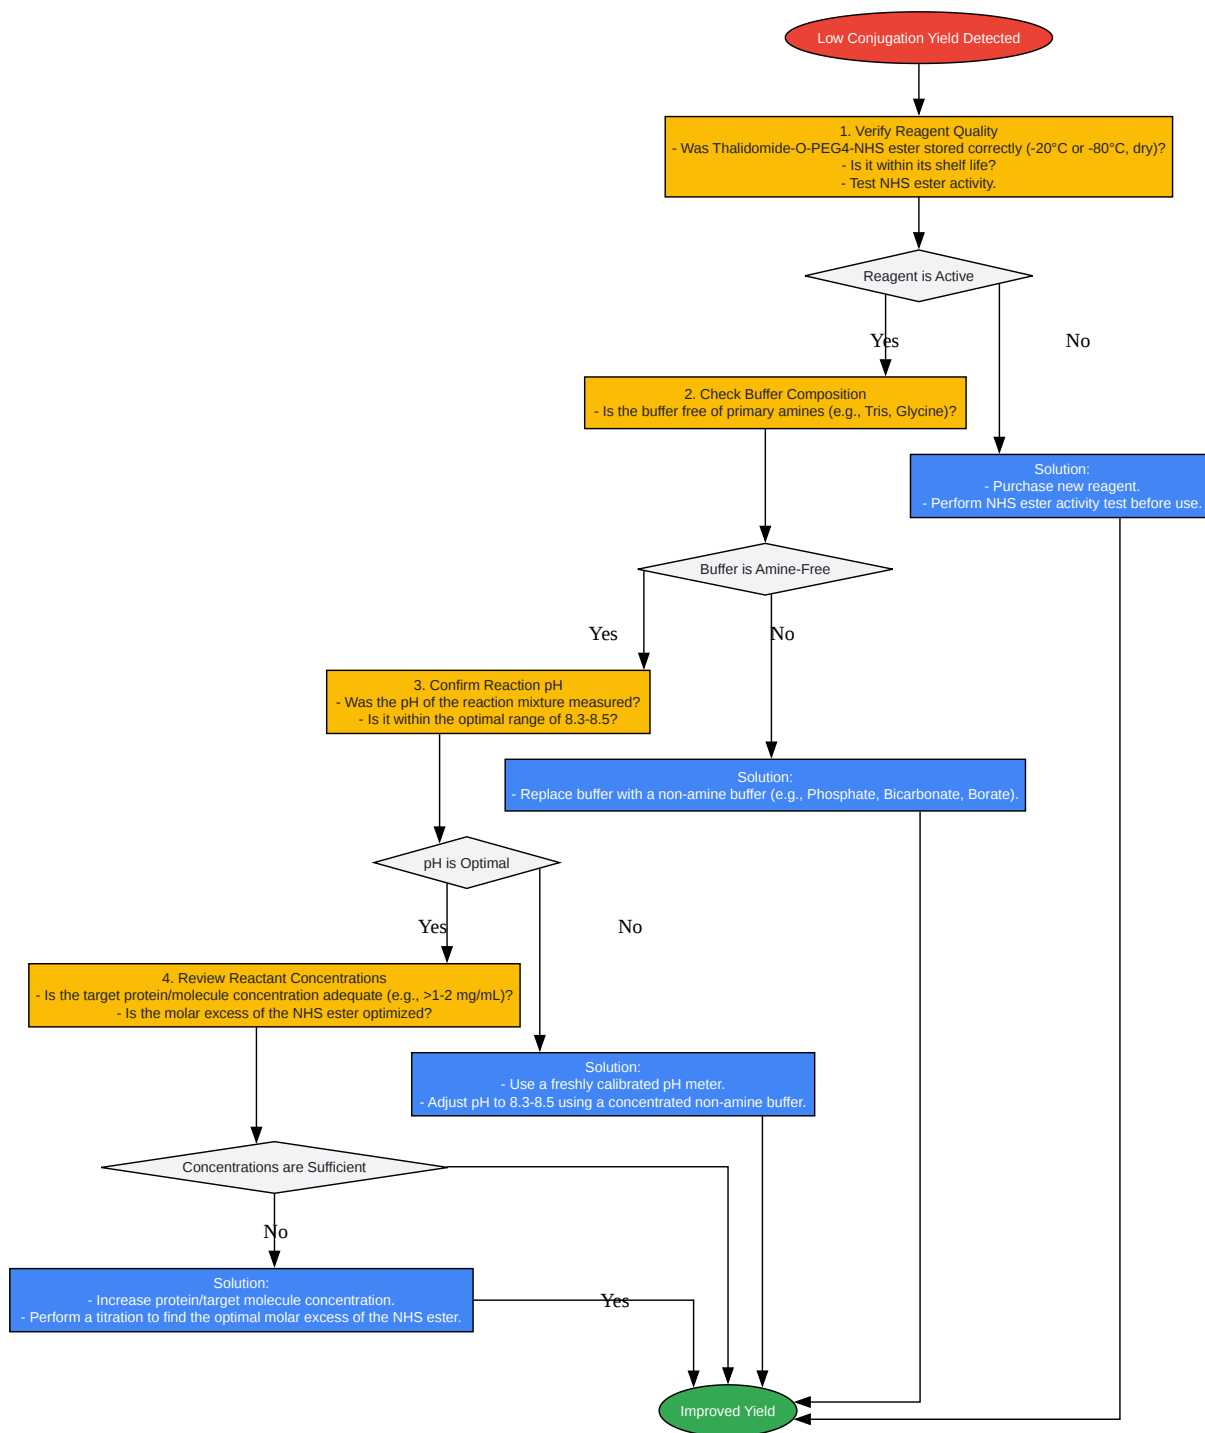 Low Conjugation Yield Detected
1. Verify Reagent Quality
- Was Thalidomide-O-PEG4-NHS ester stored correctly (-20°C or -80°C, dry)?
- Is it within its shelf life?
- Test NHS ester activity.
Reagent is Active
Yes
No
2. Check Buffer Composition
- Is the buffer free of primary amines (e.g., Tris, Glycine)?
Solution:
- Purchase new reagent.
- Perform NHS ester activity test before use.
Buffer is Amine-Free
Yes
No
3. Confirm Reaction pH
- Was the pH of the reaction mixture measured?
- Is it within the optimal range of 8.3-8.5?
Solution:
- Replace buffer with a non-amine buffer (e.g., Phosphate, Bicarbonate, Borate).
pH is Optimal
Yes
No
4. Review Reactant Concentrations
- Is the target protein/molecule concentration adequate (e.g., >1-2 mg/mL)?
- Is the molar excess of the NHS ester optimized?
Solution:
- Use a freshly calibrated pH meter.
- Adjust pH to 8.3-8.5 using a concentrated non-amine buffer.
Concentrations are Sufficient
No
Solution:
- Increase protein/target molecule concentration.
- Perform a titration to find the optimal molar excess of the NHS ester.
Yes
Improved Yield